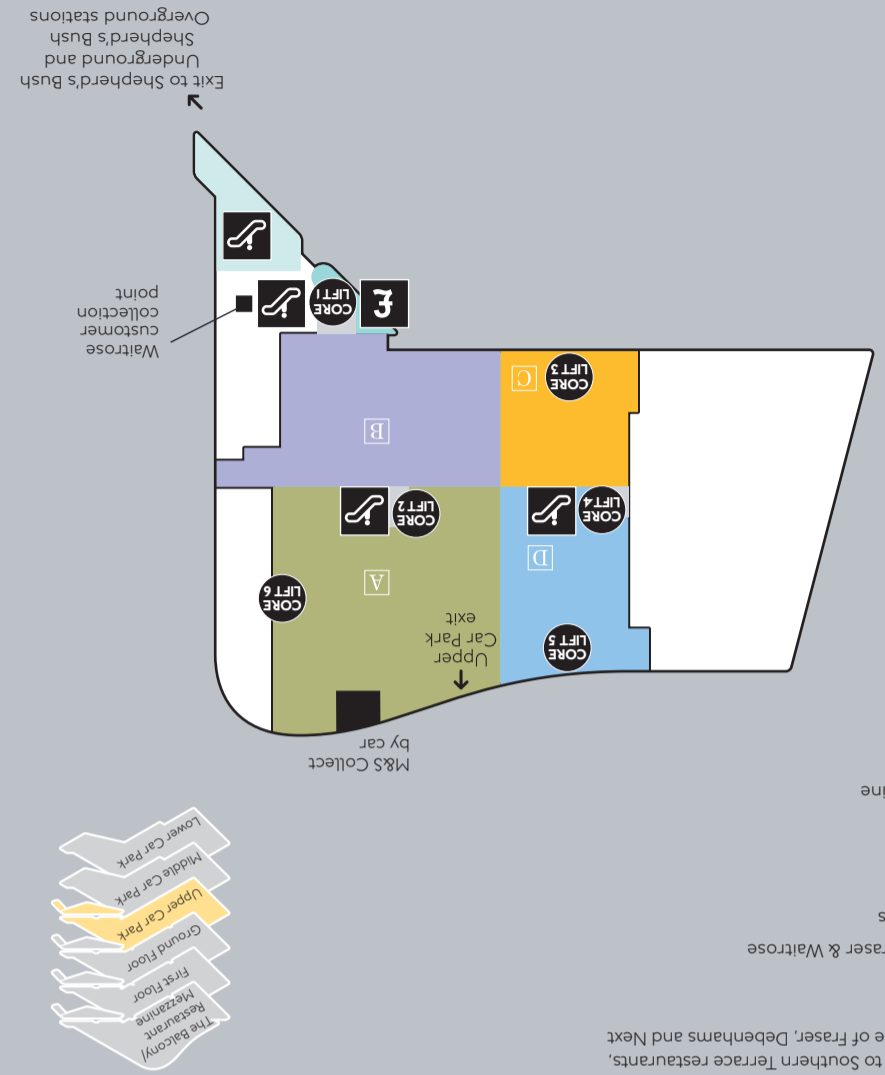 to Southern Terrace restaurants,
e of Fraser, Debenhams and Next
raser & Waitrose
s
ine
The Balcony/
Restaurant
Mezzanine
First Floor
Ground Floor
Upper Car Park
Middle Car Park
Lower Car Park
M&S Collect
by car
Upper
Car Park
exit
CORE
LIFT 5
CORE
LIFT 6
A
D
CORE
LIFT 4
CORE
LIFT 2
B
C
CORE
LIFT 3
£
CORE
LIFT 1
Waitrose
customer
collection
point
Exit to Shepherd's Bush
Underground and
Shepherd's Bush
Overground stations